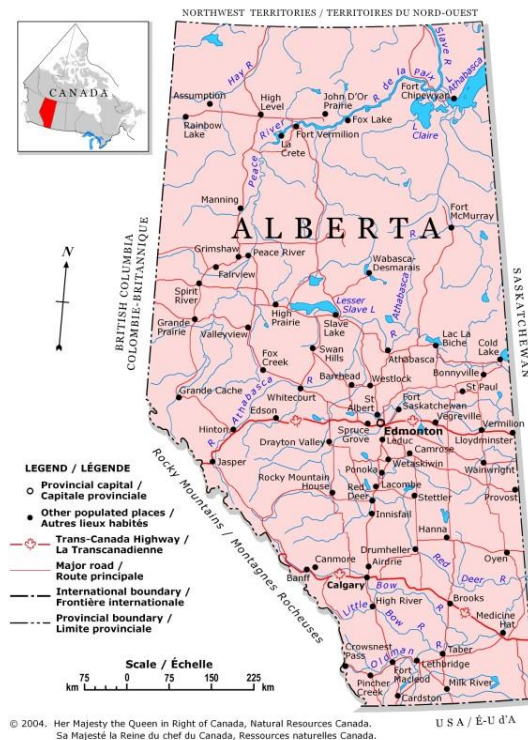 NORTHWEST TERRITORIES / TERRITOIRES DU NORD-OUEST
CANADA
Hay R
Slave R
R de la Paix
L Athabasca
Fort
Chipewyan
Assumption
High
Level
John D'Or
Prairie
Fox Lake
Rainbow
Lake
Peace River
Fort Vermilion
La
Crete
L
Claire
Manning
Fort
McMurray
ALBERTA
N
BRITISH COLUMBIA
COLOMBIE-BRITANNIQUE
SASKATCHEWAN
Grimshaw
Peace River
Fairview
Wabasca-
Desmarais
Athabasca R
Spirit
River
Lesser
Slave L
High
Prairie
Slave
Lake
Grande
Prairie
Valleyview
Lac La
Biche
Cold
Lake
Swan
Hills
Athabasca
Fox
Creek
Bonnyville
Barrhead
Westlock
St Paul
Grande Cache
Whitecourt
R Athabasca R
St
Albert
Fort
Saskatchewan
Edson
Vegreville
Hinton
Spruce
Grove
Edmonton
Vermilion
Leduc
Lloydminster
Drayton Valley
Camrose
Jasper
Wetaskiwin
Ponoka
Wainwright
Rocky Mountain
House
Red
Deer
Lacombe
Stettler
Provost
Innisfail
Hanna
Drumheller
Oyen
Canmore
Airdrie
Red Deer R
Banff
Calgary
Bow R
Brooks
High River
Little Bow R
Medicine
Hat
Crowsnest
Pass
Oldman R
Taber
Lethbridge
Fort
Macleod
Pincher
Creek
Milk River
Cardston
Rocky Mountains / Montagnes Rocheuses
LEGEND / LÉGENDE
Provincial capital /
Capitale provinciale
Other populated places /
Autres lieux habités
Trans-Canada Highway /
La Transcanadienne
Major road /
Route principale
International boundary /
Frontière internationale
Provincial boundary /
Limite provinciale
Scale / Échelle
75 0 75 150 225
km km
USA / É-U d'A
© 2004. Her Majesty the Queen in Right of Canada, Natural Resources Canada.
Sa Majesté la Reine du chef du Canada, Ressources naturelles Canada.